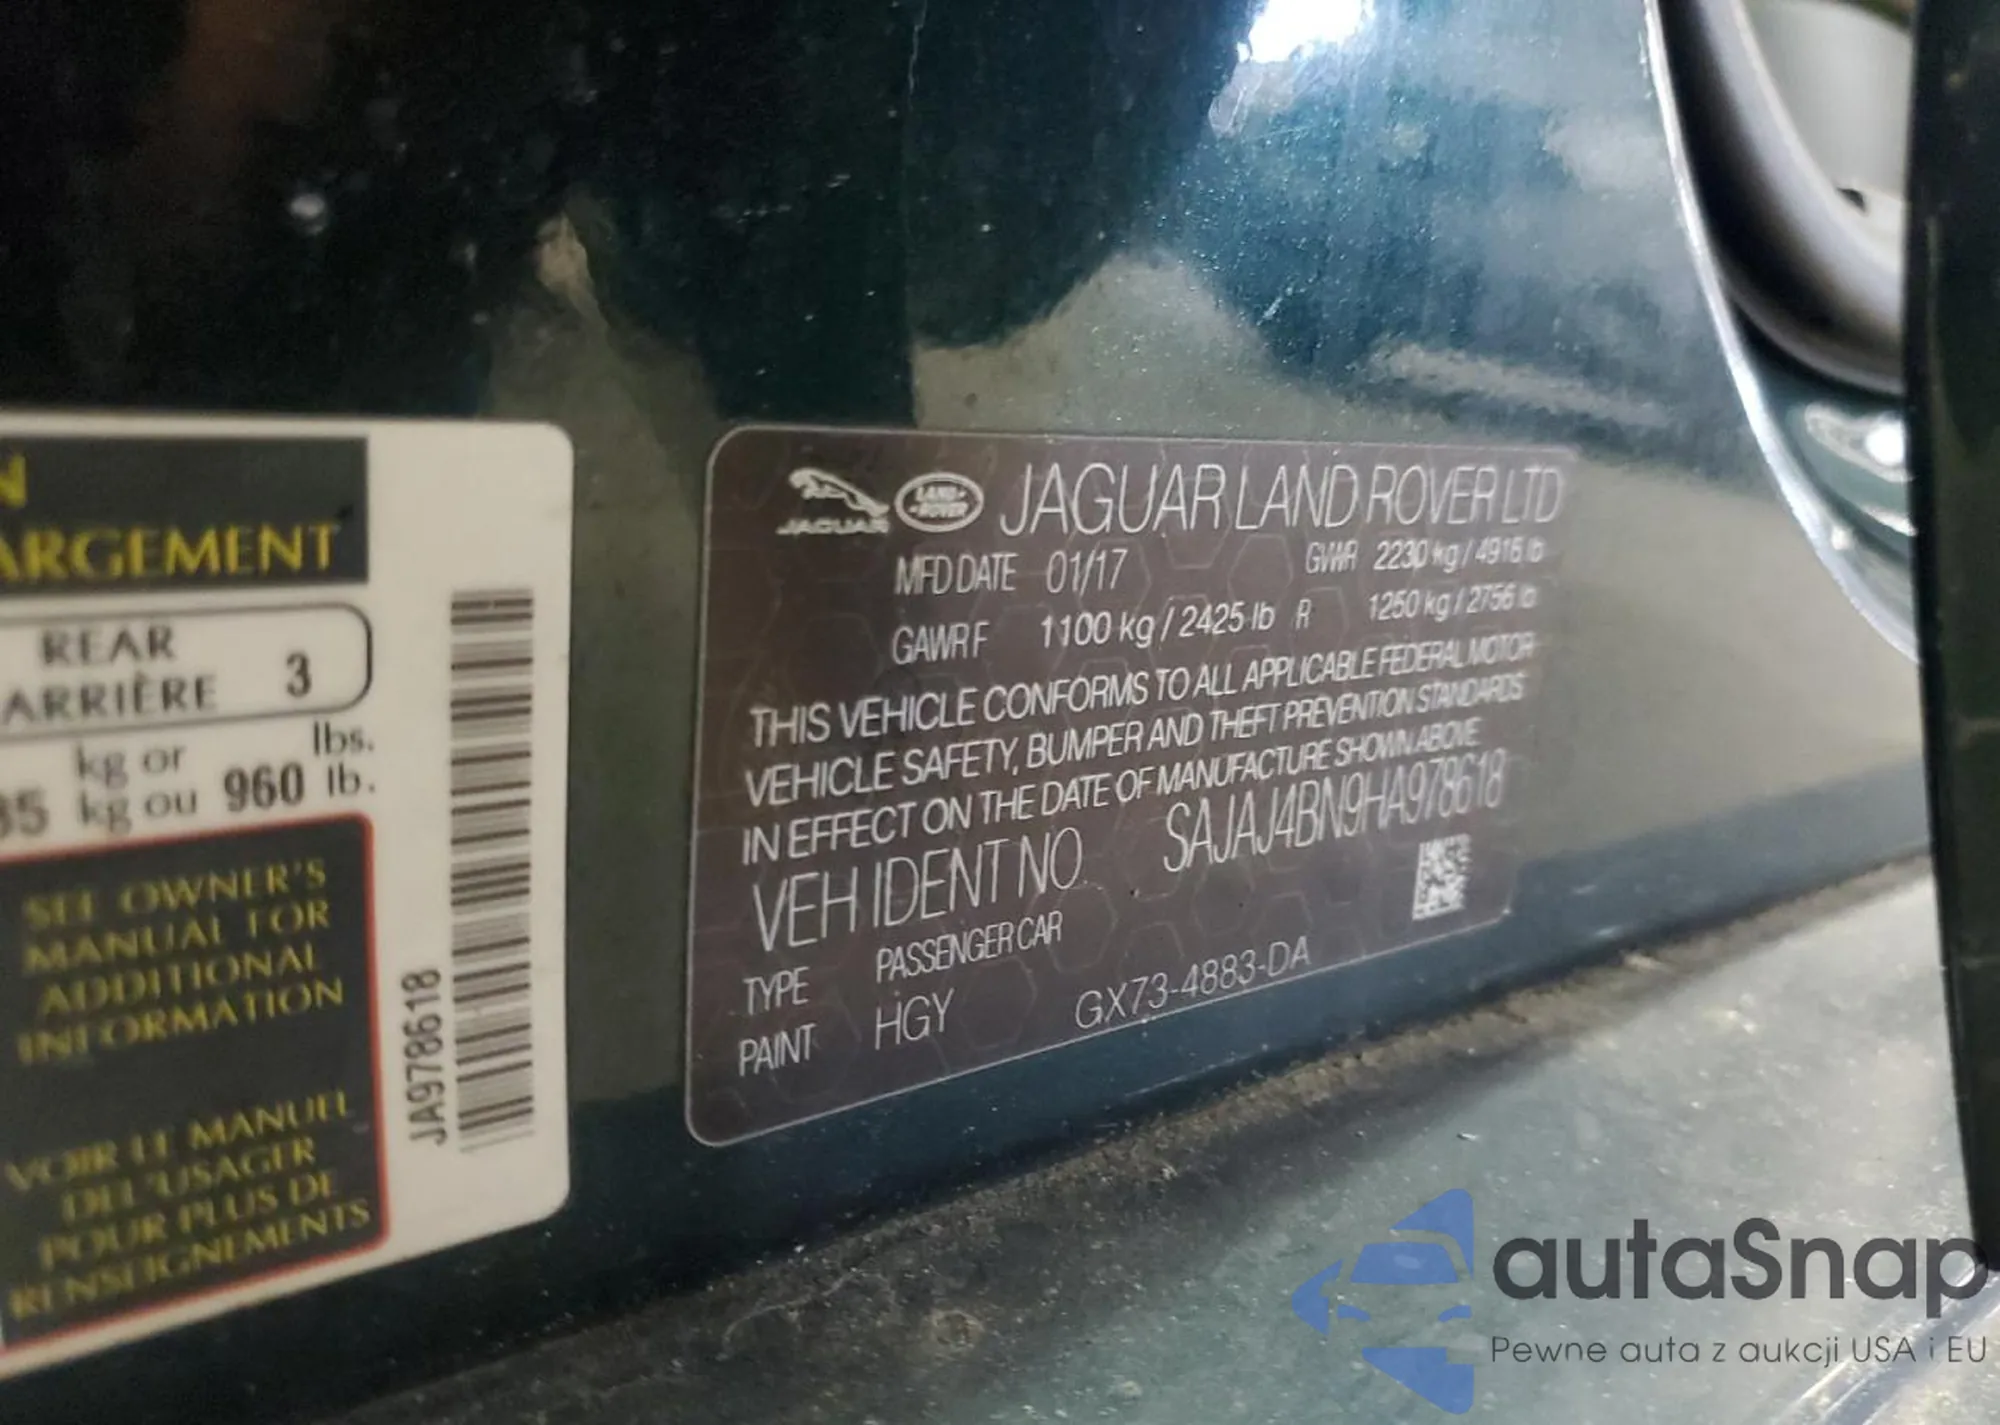 N
ARGEMENT
REAR
ARRIÈRE 3
kg or lbs.
35 kg ou 960 lb.
SEE OWNER'S
MANUAL FOR
ADDITIONAL
INFORMATION
VOIR LE MANUEL
DE L'USAGER
POUR PLUS DE
RENSEIGNEMENTS
JA978618
JAGUAR
LAND ROVER
JAGUAR LAND ROVER LTD
MFD DATE 01/17 GVWR 2230 kg / 4916 lb
GAWR F 1100 kg / 2425 lb R 1250 kg / 2756 lb
THIS VEHICLE CONFORMS TO ALL APPLICABLE FEDERAL MOTOR
VEHICLE SAFETY, BUMPER AND THEFT PREVENTION STANDARDS
IN EFFECT ON THE DATE OF MANUFACTURE SHOWN ABOVE
VEH IDENT NO SAJAJ4BN9HA978618
TYPE PASSENGER CAR
PAINT HGY GX73-4883-DA
autaSnap
Pewne auta z aukcji USA i EU